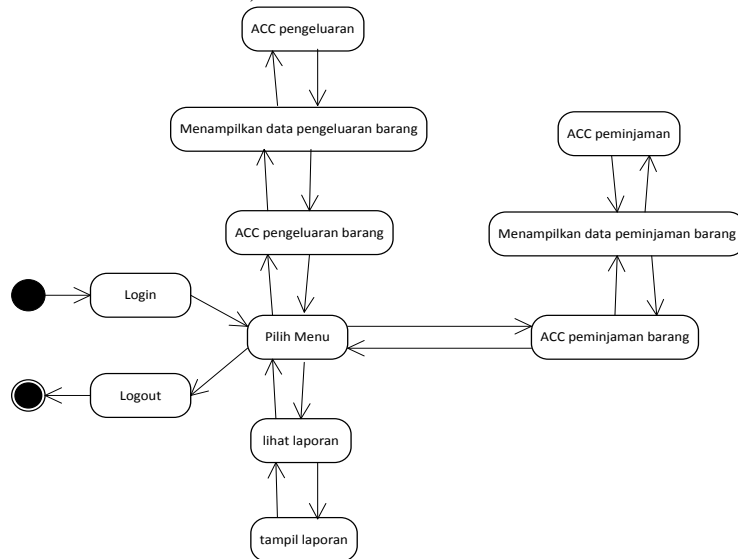 ACC pengeluaran
Menampilkan data pengeluaran barang
ACC peminjaman
ACC pengeluaran barang
Menampilkan data peminjaman barang
Login
Pilih Menu
ACC peminjaman barang
Logout
lihat laporan
tampil laporan